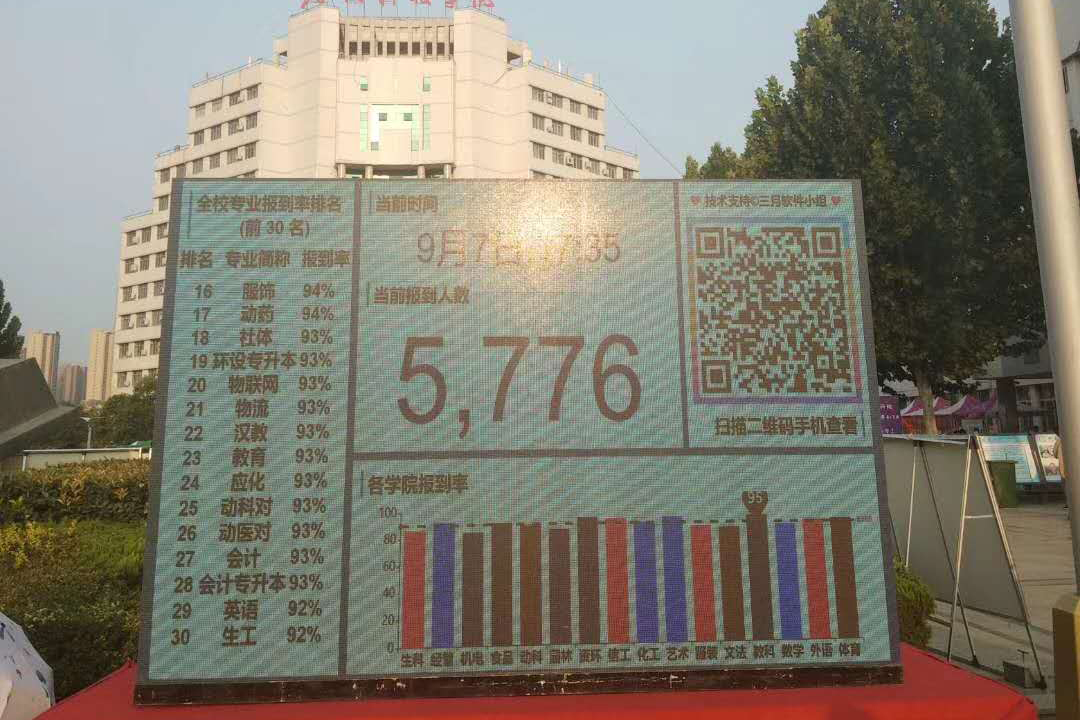 全校专业报到率排名
(前 30 名)
排名 专业简称 报到率
16 服饰 94%
17 动药 94%
18 社体 93%
19 环设专升本 93%
20 物联网 93%
21 物流 93%
22 汉教 93%
23 教育 93%
24 应化 93%
25 动科对 93%
26 动医对 93%
27 会计 93%
28 会计专升本 93%
29 英语 92%
30 生工 92%
当前时间
9月7日 17:35
当前报到人数
5,776
技术支持©三月软件小组
扫描二维码手机查看
各学院报到率
95
100
80
60
40
20
0
生科 经管 机电 食品 动科 园林 资环 信工 化工 艺术 服装 文法 教科 数学 外语 体育